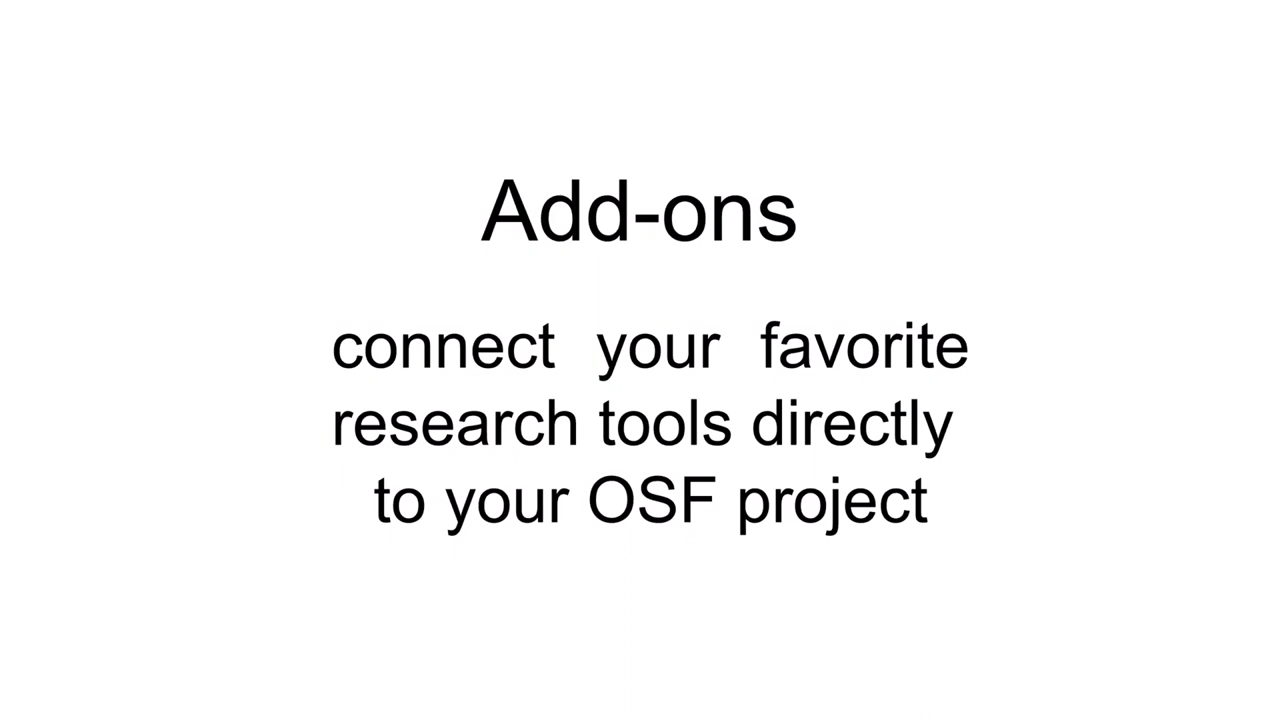 Add-ons
connect your favorite
research tools directly
to your OSF project